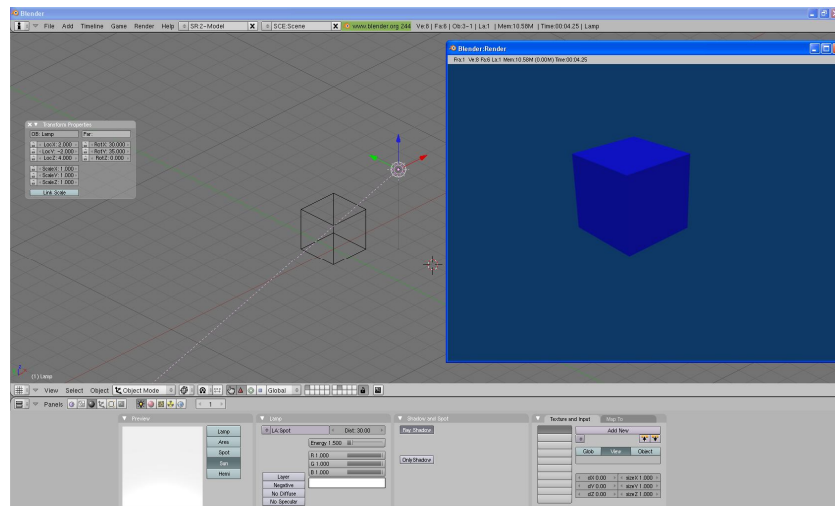 Blender
File Add Timeline Game Render Help SR:2-Model X SCE:Scene X www.blender.org 244 Ve:8 | Fa:6 | Ob:3-1 | La:1 | Mem:10.58M | Time:00:04.25 | Lamp
Blender:Render
Fra:1 Ve:8 Fa:6 La:1 Mem:10.58M (0.00M) Time:00:04.25
Transform Properties
OB: Lamp Par:
LocX: 2.000 RotX: 30.000
LocY: -2.000 RotY: 35.000
LocZ: 4.000 RotZ: 0.000
ScaleX: 1.000
ScaleY: 1.000
ScaleZ: 1.000
Link Scale
(1) Lamp
View Select Object Object Mode Global
Panels 1
Preview Lamp Shadow and Spot Texture and Input Map To
Lamp LA:Spot Dist: 30.00 Ray Shadow Add New
Area Energy 1.500
Spot R 1.000 Glob View Object
Sun G 1.000 OnlyShadow
Hemi B 1.000
Layer dX 0.00 sizeX 1.000
Negative dY 0.00 sizeY 1.000
No Diffuse dZ 0.00 sizeZ 1.000
No Specular